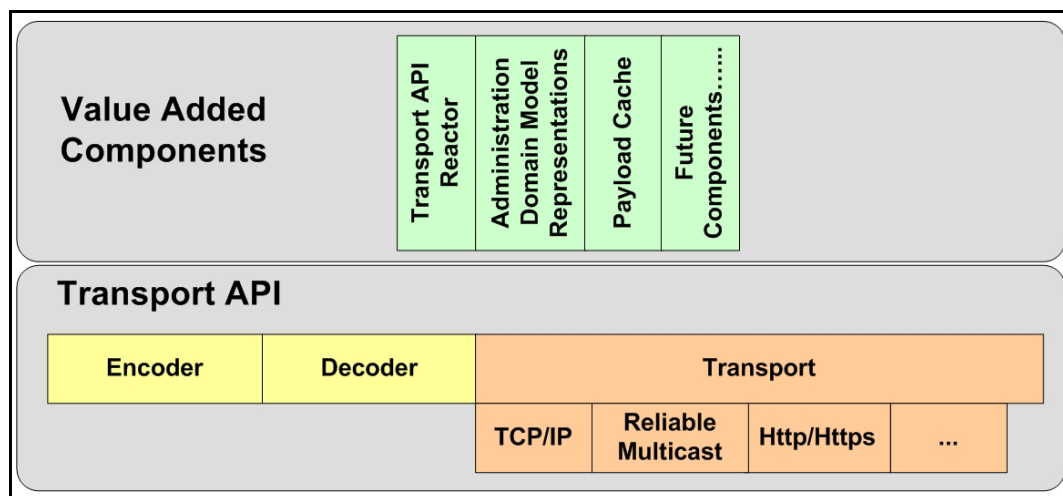 Value Added
Components
Transport API
Reactor
Administration
Domain Model
Representations
Payload Cache
Future
Components......
Transport API
Encoder
Decoder
Transport
TCP/IP
Reliable
Multicast
Http/Https
...